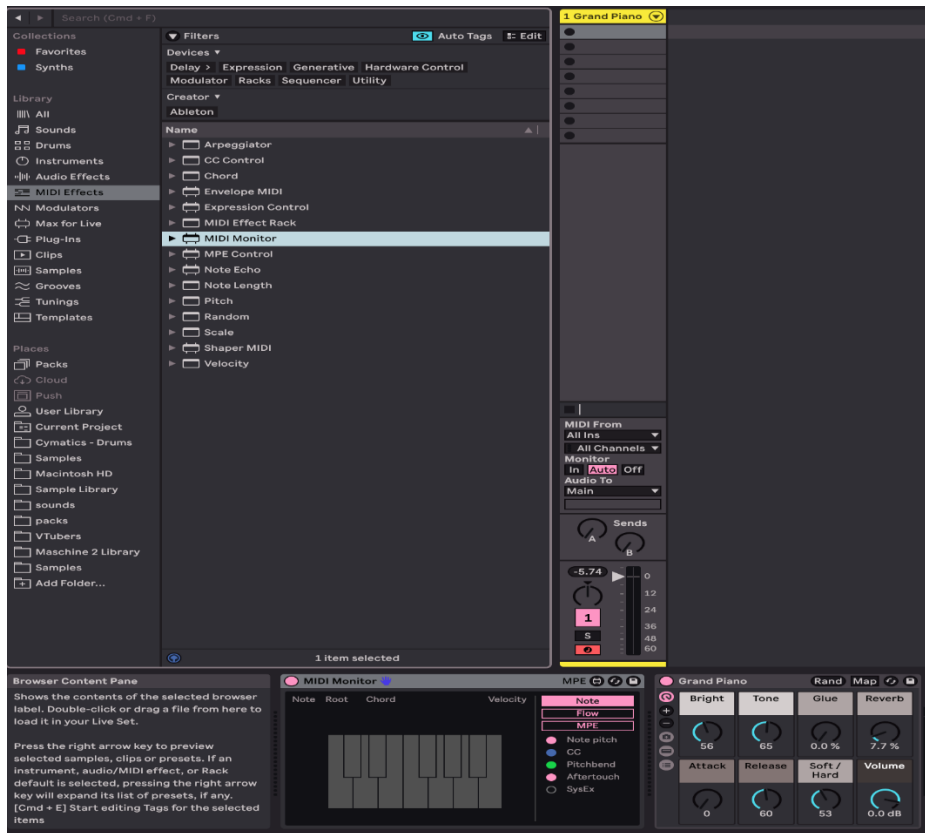 Search (Cmd + F)
Collections
Favorites
Synths
Library
All
Sounds
Drums
Instruments
Audio Effects
MIDI Effects
Modulators
Max for Live
Plug-Ins
Clips
Samples
Grooves
Tunings
Templates
Places
Packs
Cloud
Push
User Library
Current Project
Cymatics - Drums
Samples
Macintosh HD
Sample Library
sounds
packs
VTubers
Maschine 2 Library
Samples
Add Folder...
Filters Auto Tags Edit
Devices
Delay > Expression Generative Hardware Control
Modulator Racks Sequencer Utility
Creator
Ableton
Name
Arpeggiator
CC Control
Chord
Envelope MIDI
Expression Control
MIDI Effect Rack
MIDI Monitor
MPE Control
Note Echo
Note Length
Pitch
Random
Scale
Shaper MIDI
Velocity
1 item selected
1 Grand Piano
MIDI From
All Ins
All Channels
Monitor
In Auto Off
Audio To
Main
Sends
A
B
-5.74
0
12
24
36
48
60
1
S
Browser Content Pane
Shows the contents of the selected browser
label. Double-click or drag a file from here to
load it in your Live Set.
Press the right arrow key to preview
selected samples, clips or presets. If an
instrument, audio/MIDI effect, or Rack
default is selected, pressing the right arrow
key will expand its list of presets, if any.
[Cmd + E] Start editing Tags for the selected
items
MIDI Monitor MPE
Note Root Chord Velocity
Note
Flow
MPE
Note pitch
CC
Pitchbend
Aftertouch
SysEx
Grand Piano Rand Map
Bright Tone Glue Reverb
56 65 0.0 % 7.7 %
Attack Release Soft / Hard Volume
0 60 53 0.0 dB